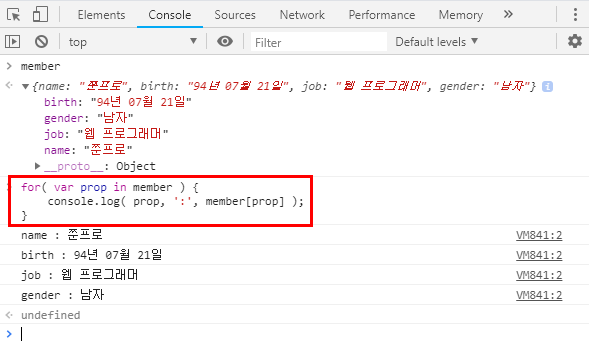 Elements Console Sources Network Performance Memory »
top Filter Default levels ▼
> member
{name: "쭌프로", birth: "94년 07월 21일", job: "웹 프로그래머", gender: "남자"} i
birth: "94년 07월 21일"
gender: "남자"
job: "웹 프로그래머"
name: "쭌프로"
__proto__: Object
for( var prop in member ) {
console.log( prop, ':', member[prop] );
}
name : 쭌프로 VM841:2
birth : 94년 07월 21일 VM841:2
job : 웹 프로그래머 VM841:2
gender : 남자 VM841:2
undefined
>